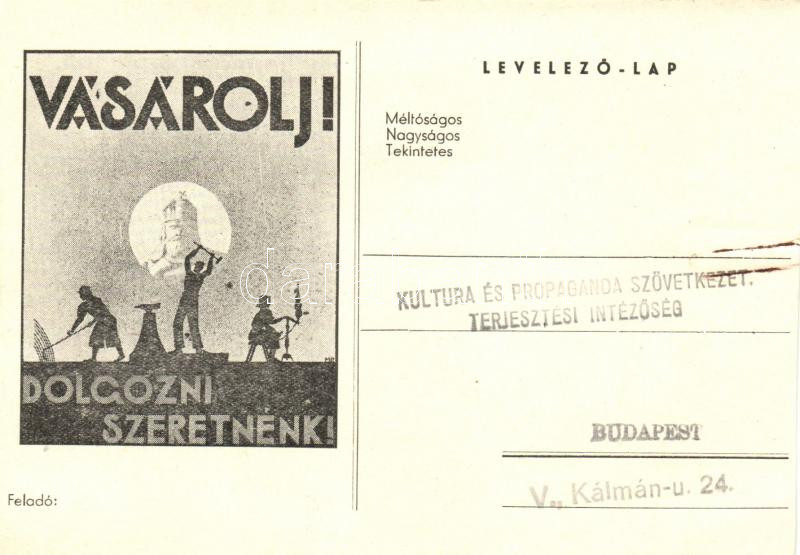 VÁSÁROLJ!
DOLGOZNI
SZERETNÉNK!
Feladó:
LEVELEZŐ-LAP
Méltóságos
Nagyságos
Tekintetes
KULTURA ÉS PROPAGANDA SZÖVETKEZET.
TERJESZTÉSI INTÉZŐSÉG
BUDAPEST
V., Kálmán-u. 24.